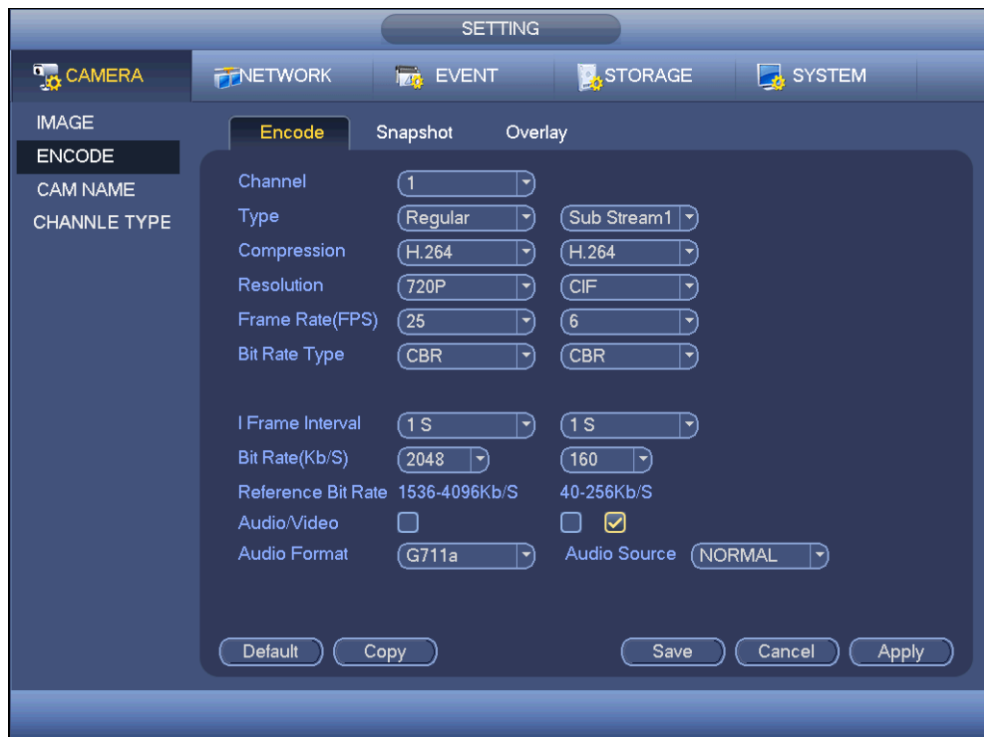 SETTING
CAMERA NETWORK EVENT STORAGE SYSTEM
IMAGE
ENCODE
CAM NAME
CHANNLE TYPE
Encode Snapshot Overlay
Channel 1
Type Regular Sub Stream1
Compression H.264 H.264
Resolution 720P CIF
Frame Rate(FPS) 25 6
Bit Rate Type CBR CBR
I Frame Interval 1 S 1 S
Bit Rate(Kb/S) 2048 160
Reference Bit Rate 1536-4096Kb/S 40-256Kb/S
Audio/Video
Audio Format G711a Audio Source NORMAL
Default Copy Save Cancel Apply